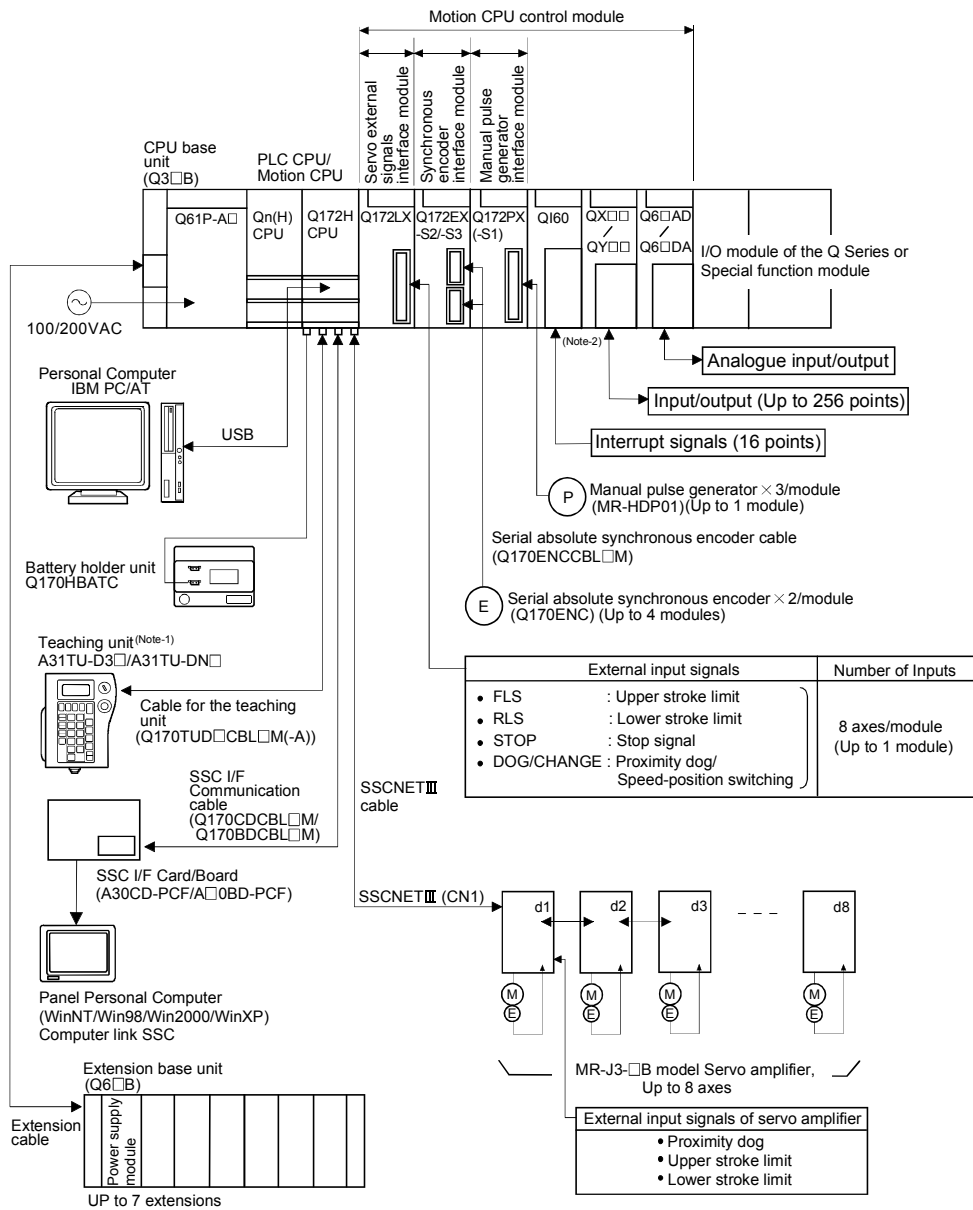 Motion CPU control module
Servo external
signals
interface module
Synchronous
encoder
interface module
Manual pulse
generator
interface module
CPU base
unit
(Q3□B)
PLC CPU/
Motion CPU
Q61P-A□
Qn(H)
CPU
Q172H
CPU
Q172LX
Q172EX
-S2/-S3
Q172PX
(-S1)
QI60
QX□□
/
QY□□
Q6□AD
/
Q6□DA
I/O module of the Q Series or
Special function module
100/200VAC
(Note-2)
Analogue input/output
Input/output (Up to 256 points)
Interrupt signals (16 points)
Personal Computer
IBM PC/AT
USB
P
Manual pulse generator × 3/module
(MR-HDP01)(Up to 1 module)
Serial absolute synchronous encoder cable
(Q170ENCCBL□M)
Battery holder unit
Q170HBATC
E
Serial absolute synchronous encoder × 2/module
(Q170ENC) (Up to 4 modules)
Teaching unit (Note-1)
A31TU-D3□/A31TU-DN□
Cable for the teaching
unit
(Q170TUD□CBL□M(-A))
External input signals
Number of Inputs
• FLS : Upper stroke limit
• RLS : Lower stroke limit
• STOP : Stop signal
• DOG/CHANGE : Proximity dog/
Speed-position switching
8 axes/module
(Up to 1 module)
SSC I/F
Communication
cable
(Q170CDCBL□M/
Q170BDCBL□M)
SSCNETⅢ
cable
SSC I/F Card/Board
(A30CD-PCF/A□0BD-PCF)
SSCNETⅢ (CN1)
d1
d2
d3
d8
M
E
M
E
M
E
M
E
Panel Personal Computer
(WinNT/Win98/Win2000/WinXP)
Computer link SSC
MR-J3-□B model Servo amplifier,
Up to 8 axes
Extension base unit
(Q6□B)
Extension
cable
Power supply
module
UP to 7 extensions
External input signals of servo amplifier
• Proximity dog
• Upper stroke limit
• Lower stroke limit